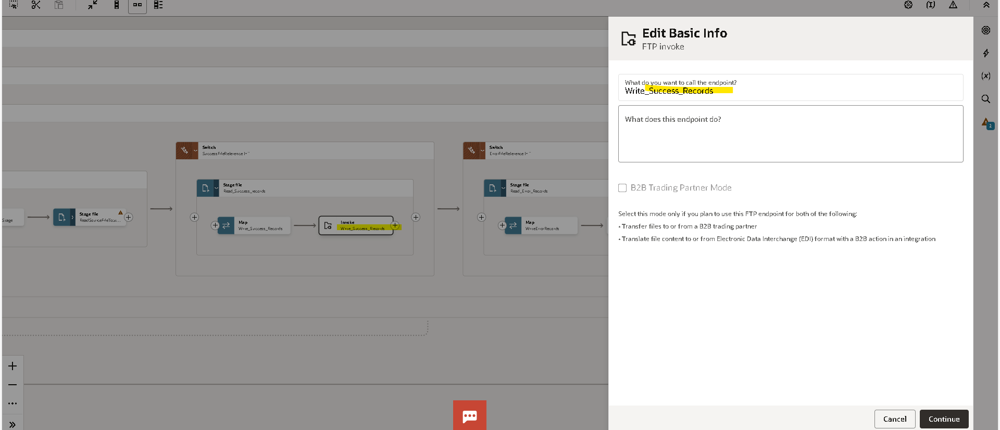 Edit Basic Info
FTP invoke
What do you want to call the endpoint?
Write_Success_Records
What does this endpoint do?
B2B Trading Partner Mode
Select this mode only if you plan to use this FTP endpoint for both of the following:
• Transfer files to or from a B2B trading partner
• Translate file content to or from Electronic Data Interchange (EDI) format with a B2B action in an integration
Cancel
Continue
2
Switch
SuccessFileReference !=""
Switch
ErrorFileReference !=""
Stage file
Read_Success_records
Stage file
Read_Error_Records
Stage file
Map
Write_Success_Records
Invoke
Write_Success_Records
Map
WriteErrorRecords